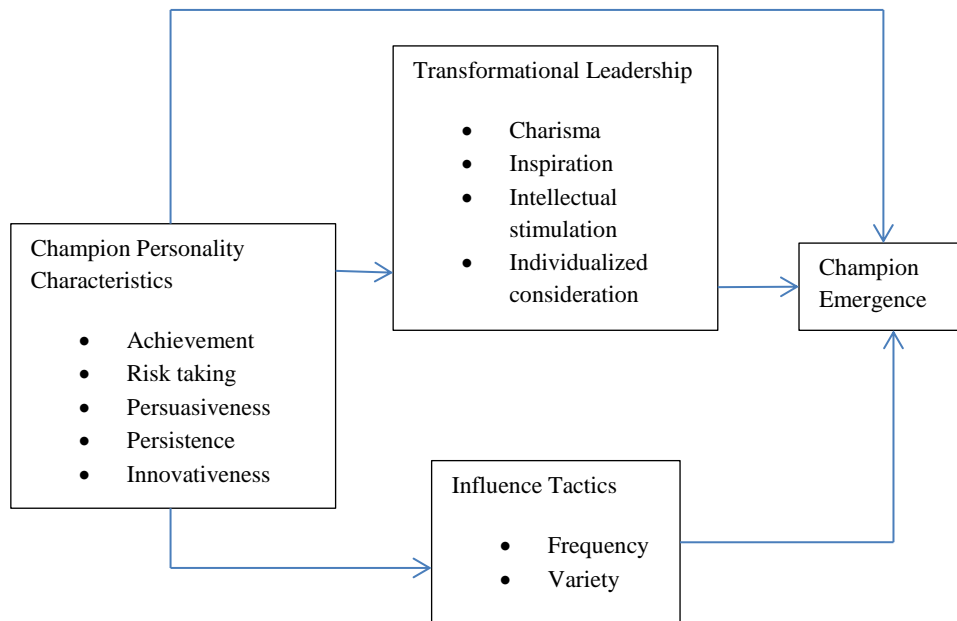 Transformational Leadership
• Charisma
• Inspiration
• Intellectual
stimulation
• Individualized
consideration
Champion Personality
Characteristics
• Achievement
• Risk taking
• Persuasiveness
• Persistence
• Innovativeness
Champion
Emergence
Influence Tactics
• Frequency
• Variety